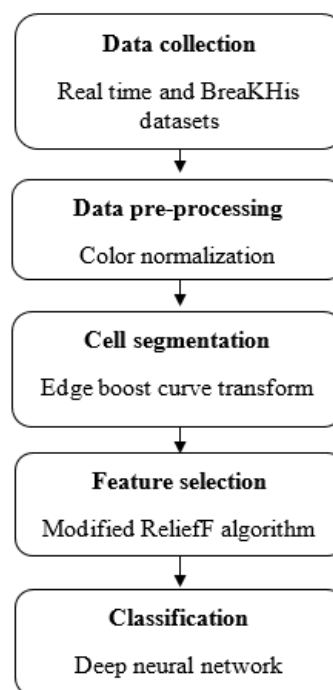 Data collection
Real time and BreaKHis
datasets
Data pre-processing
Color normalization
Cell segmentation
Edge boost curve transform
Feature selection
Modified ReliefF algorithm
Classification
Deep neural network